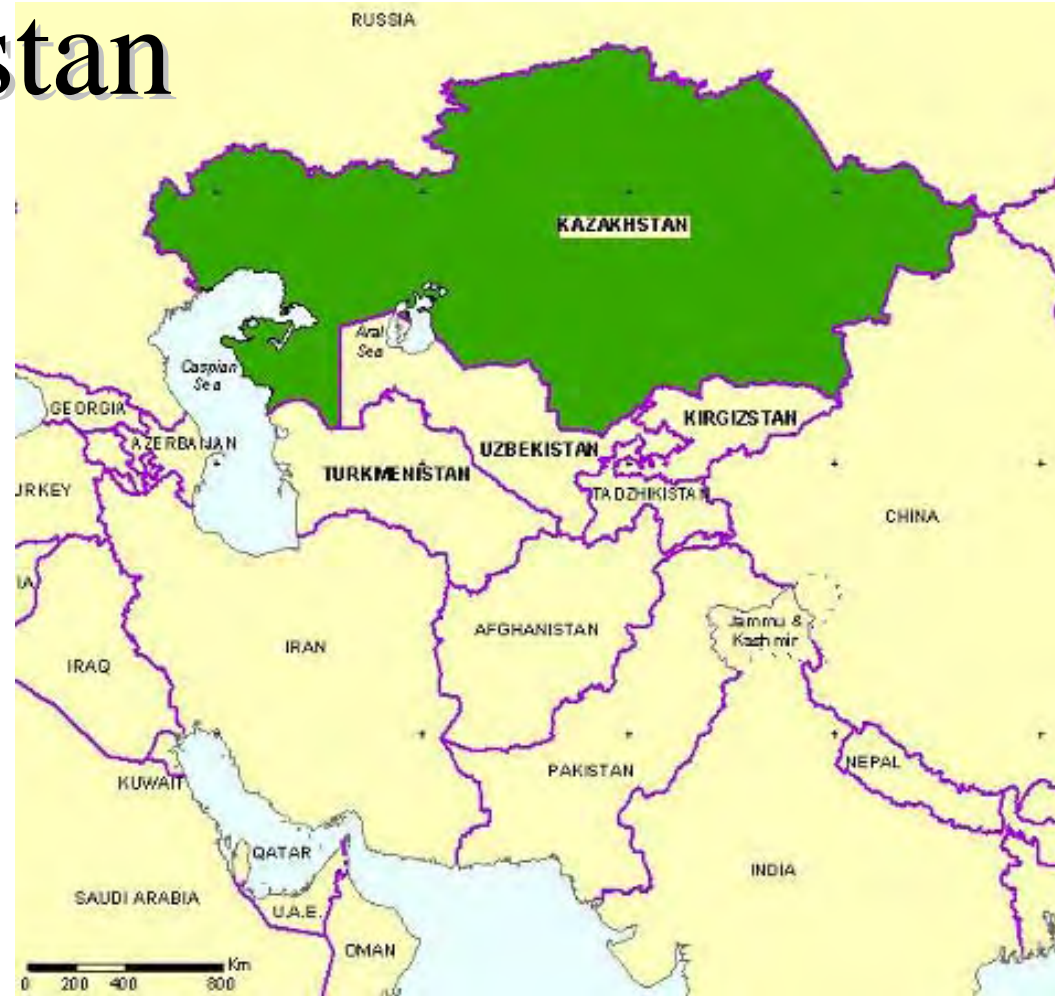 RUSSIA
stan
KAZAKHSTAN
Aral
Sea
Caspian
Sea
GEORGIA
KIRGIZSTAN
AZERBAIJAN
UZBEKISTAN
TURKMENISTAN
URKEY
TADZHIKISTAN
CHINA
IA
Jammu &
Kashmir
AFGHANISTAN
IRAN
IRAQ
NEPAL
PAKISTAN
KUWAIT
QATAR
INDIA
SAUDI ARABIA
U.A.E.
OMAN
Km
0 200 400 800